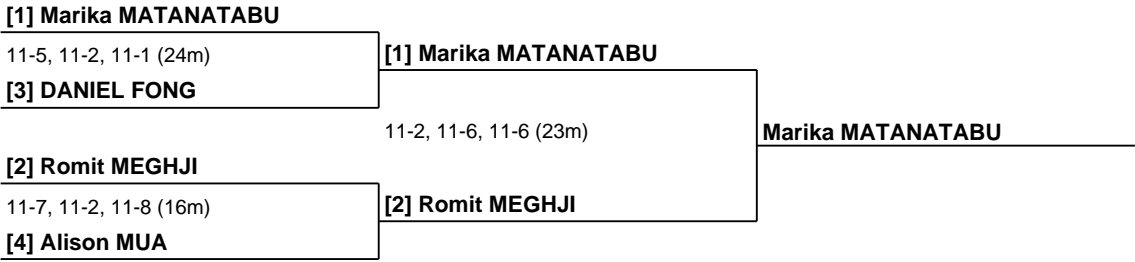 [1] Marika MATANATABU
11-5, 11-2, 11-1 (24m)
[3] DANIEL FONG
[1] Marika MATANATABU
11-2, 11-6, 11-6 (23m)
Marika MATANATABU
[2] Romit MEGHJI
11-7, 11-2, 11-8 (16m)
[4] Alison MUA
[2] Romit MEGHJI